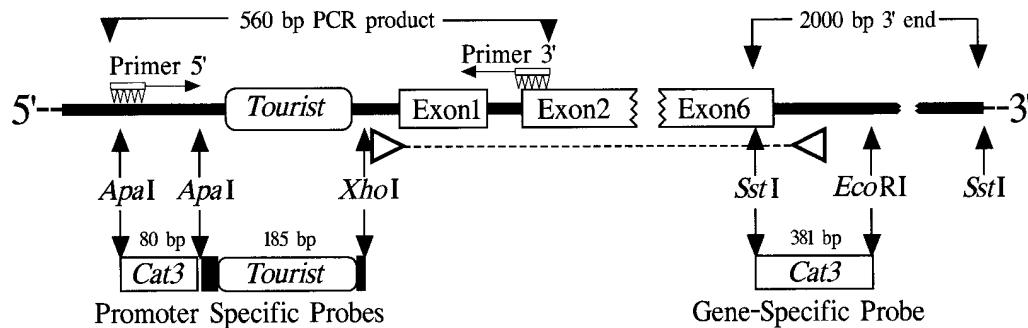 560 bp PCR product
2000 bp 3' end
Primer 5'
Primer 3'
5'
Tourist
Exon1
Exon2
Exon6
3'
ApaI
ApaI
XhoI
SstI
EcoRI
SstI
80 bp
185 bp
381 bp
Cat3
Tourist
Cat3
Promoter Specific Probes
Gene-Specific Probe